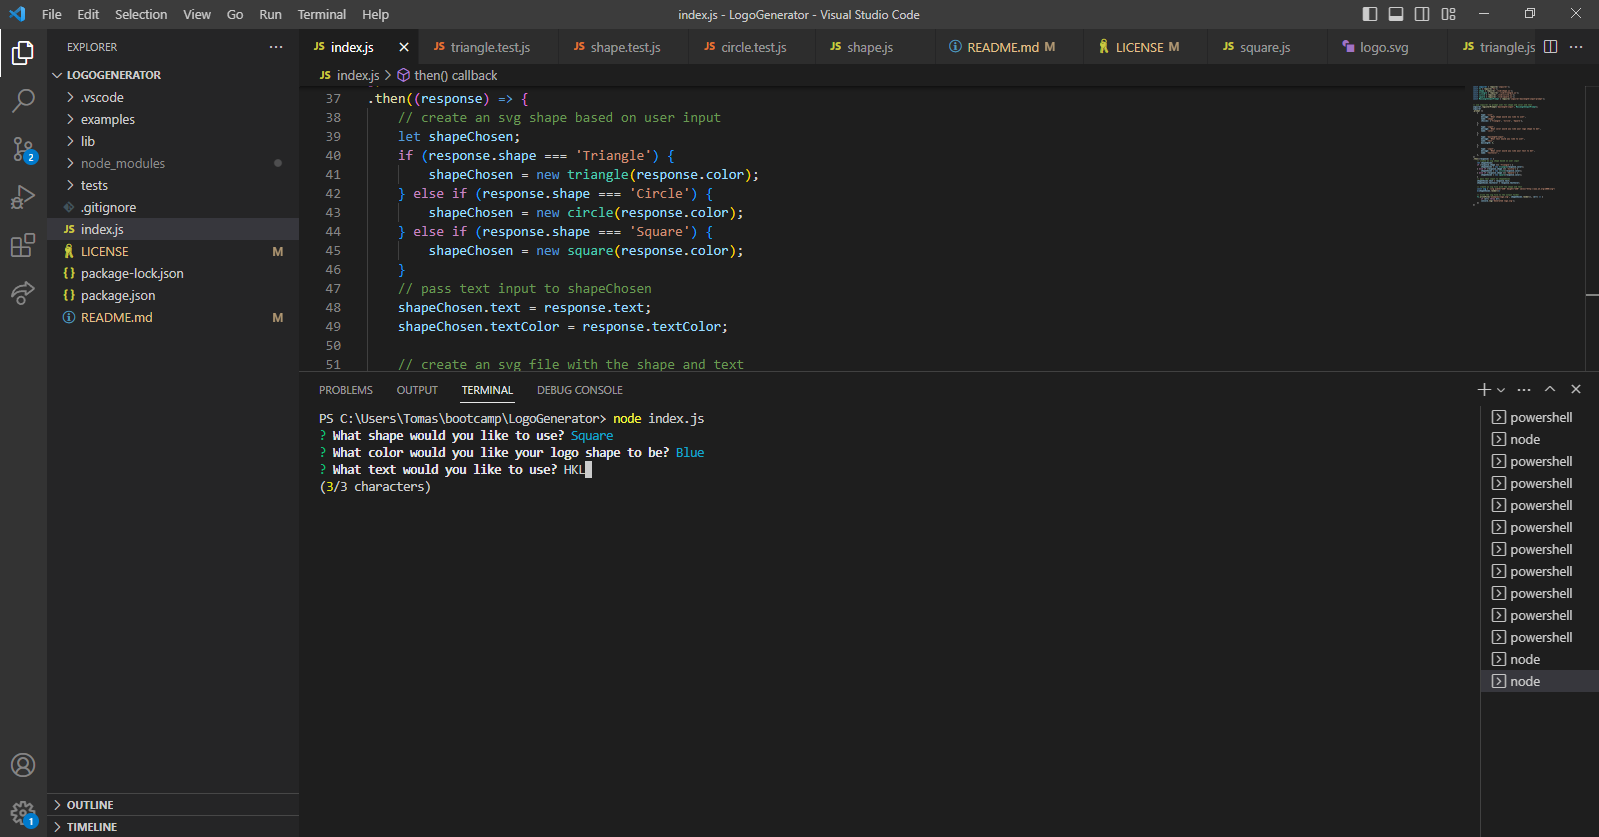 File Edit Selection View Go Run Terminal Help
index.js - LogoGenerator - Visual Studio Code
EXPLORER
LOGOGENERATOR
.vscode
examples
lib
node_modules
tests
.gitignore
JS index.js
LICENSE M
{} package-lock.json
{} package.json
README.md M
OUTLINE
TIMELINE
2
1
JS index.js JS triangle.test.js JS shape.test.js JS circle.test.js JS shape.js README.md M LICENSE M JS square.js logo.svg JS triangle.js
JS index.js > then() callback
37 .then((response) => {
38 // create an svg shape based on user input
39 let shapeChosen;
40 if (response.shape === 'Triangle') {
41 shapeChosen = new triangle(response.color);
42 } else if (response.shape === 'Circle') {
43 shapeChosen = new circle(response.color);
44 } else if (response.shape === 'Square') {
45 shapeChosen = new square(response.color);
46 }
47 // pass text input to shapeChosen
48 shapeChosen.text = response.text;
49 shapeChosen.textColor = response.textColor;
50
51 // create an svg file with the shape and text
PROBLEMS OUTPUT TERMINAL DEBUG CONSOLE
PS C:\Users\Tomas\bootcamp\LogoGenerator> node index.js
? What shape would you like to use? Square
? What color would you like your logo shape to be? Blue
? What text would you like to use? HKL
(3/3 characters)
powershell
node
powershell
powershell
powershell
powershell
powershell
powershell
powershell
powershell
powershell
node
node